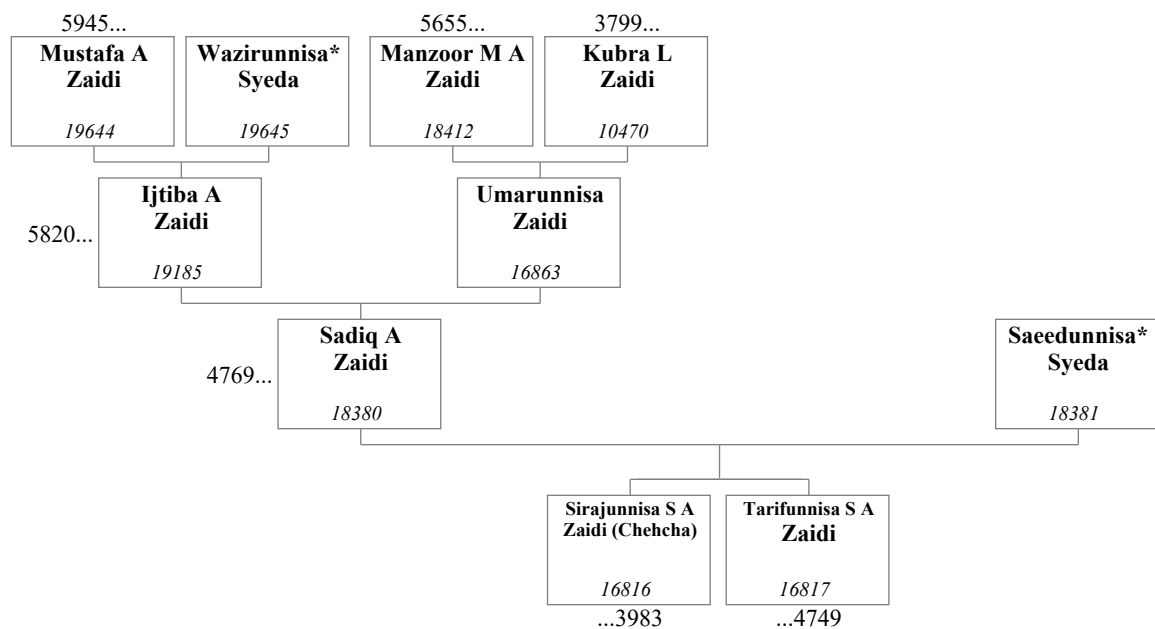 5945...
5655...
3799...
Mustafa A
Zaidi
19644
Wazirunnisa*
Syeda
19645
Manzoor M A
Zaidi
18412
Kubra L
Zaidi
10470
5820...
Ijtiba A
Zaidi
19185
Umarunnisa
Zaidi
16863
4769...
Sadiq A
Zaidi
18380
Saeedunnisa*
Syeda
18381
Sirajunnisa S A
Zaidi (Chehcha)
16816
...3983
Tarifunnisa S A
Zaidi
16817
...4749